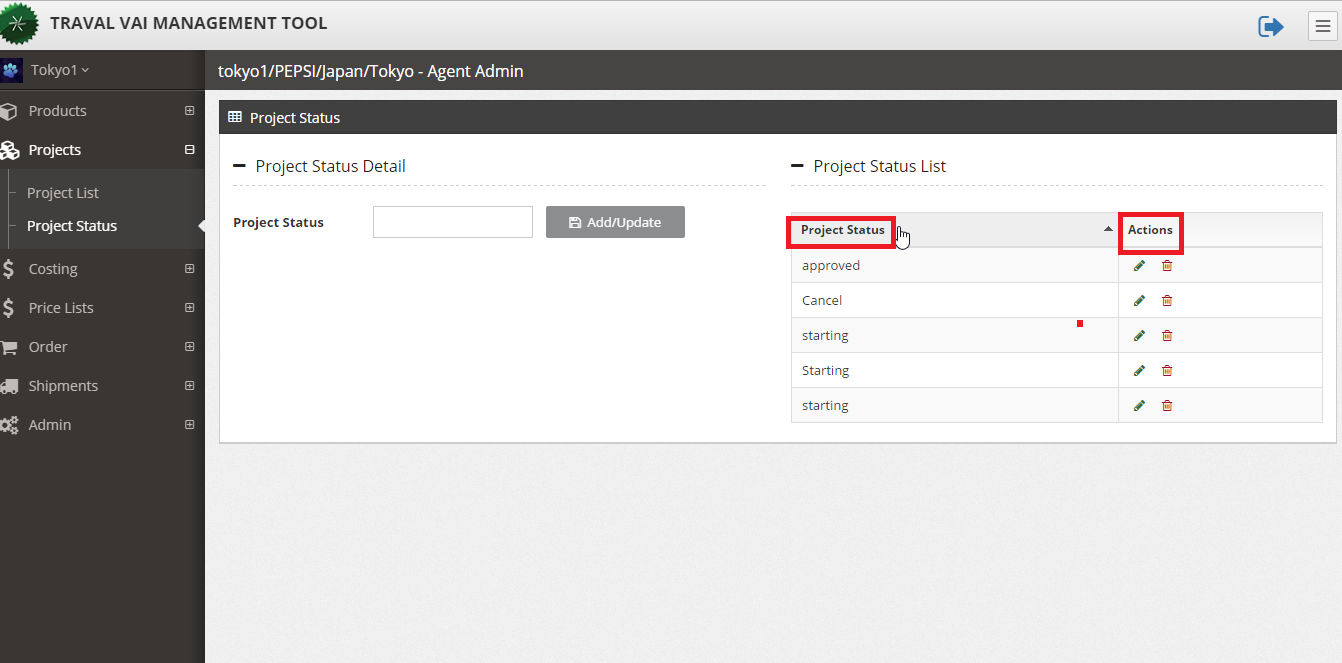 TRAVAL VAI MANAGEMENT TOOL
Tokyo1
tokyo1/PEPSI/Japan/Tokyo - Agent Admin
Products
Projects
Project List
Project Status
Costing
Price Lists
Order
Shipments
Admin
Project Status
Project Status Detail
Project Status
Add/Update
Project Status List
Project Status Actions
approved
Cancel
starting
Starting
starting